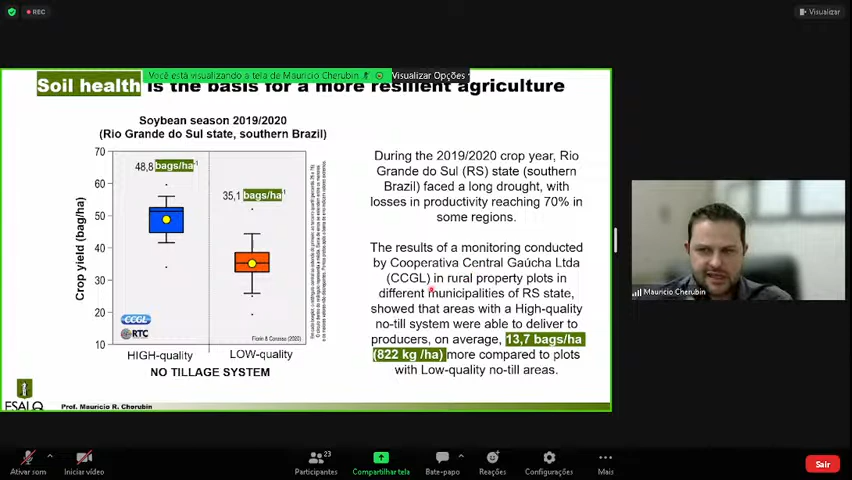 REC
Visualizar
Você está visualizando a tela de Mauricio Cherubin
Visualizar Opções
Soil health is the basis for a more resilient agriculture
Soybean season 2019/2020
(Rio Grande do Sul state, southern Brazil)
70
60
50
40
30
20
10
Crop yield (bag/ha)
48,8 bags/ha-1
35,1 bags/ha-1
CCGL
RTC
Fiorin & Carassa (2020)
HIGH-quality
LOW-quality
NO TILLAGE SYSTEM
During the 2019/2020 crop year, Rio
Grande do Sul (RS) state (southern
Brazil) faced a long drought, with
losses in productivity reaching 70% in
some regions.
The results of a monitoring conducted
by Cooperativa Central Gaúcha Ltda
(CCGL) in rural property plots in
different municipalities of RS state,
showed that areas with a High-quality
no-till system were able to deliver to
producers, on average, 13,7 bags/ha
(822 kg /ha) more compared to plots
with Low-quality no-till areas.
ESALQ
Prof. Mauricio R. Cherubin
Mauricio Cherubin
Ativar som
Iniciar vídeo
23
Participantes
Compartilhar tela
Bate-papo
Reações
Configurações
Mais
Sair